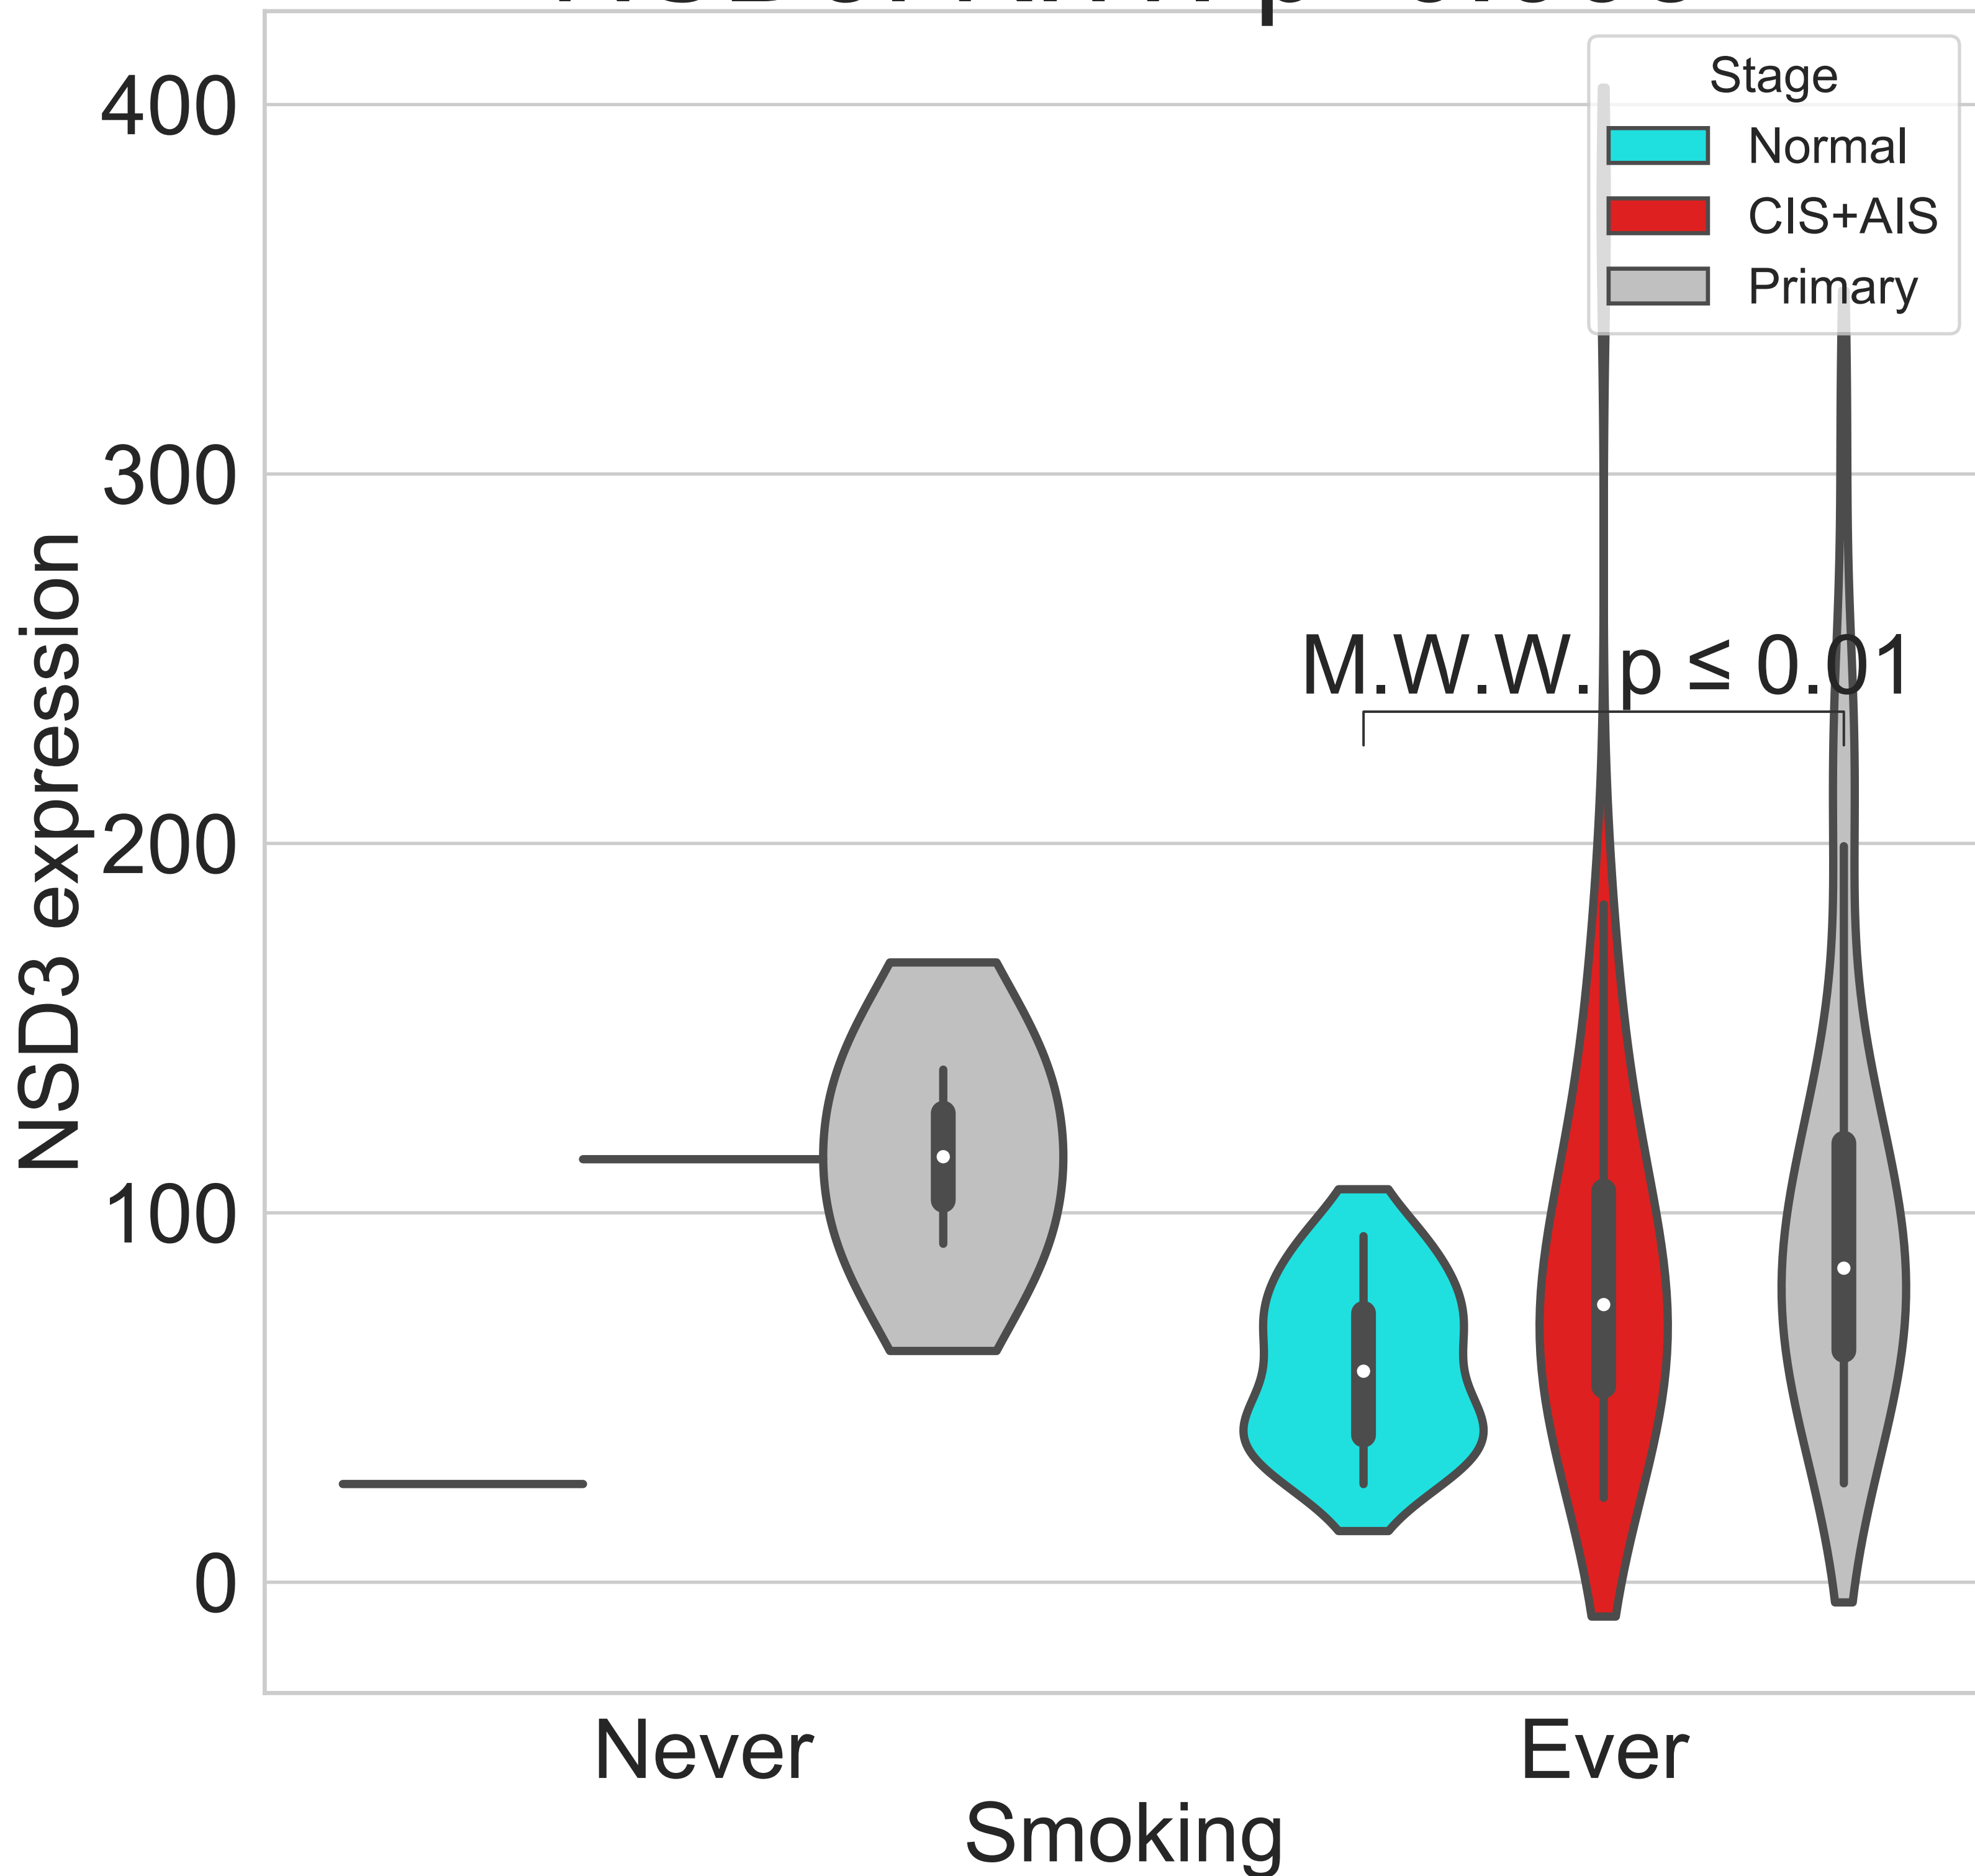 Stage
Normal
CIS+AIS
Primary
400
300
200
100
0
NSD3 expression
M.W.W. p ≤ 0.01
Never
Ever
Smoking